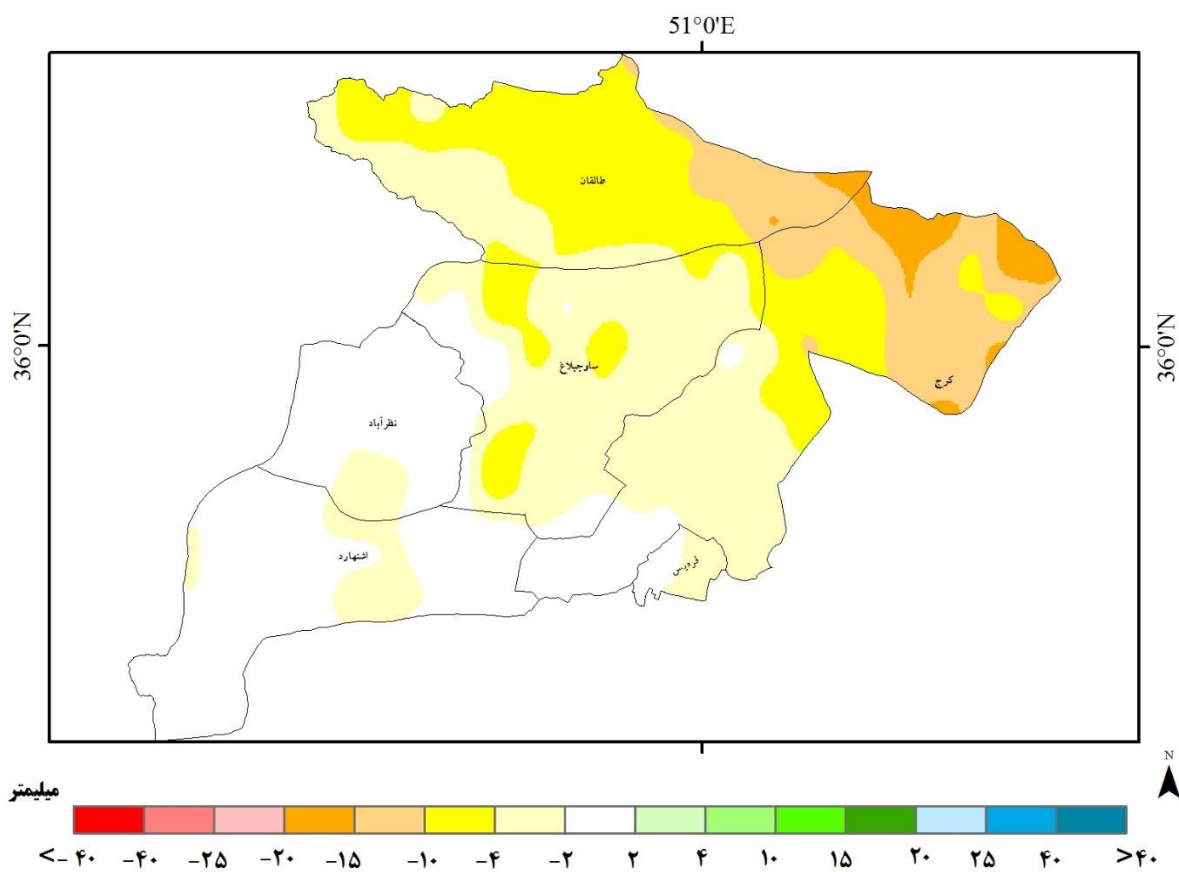 51°0'E
36°0'N
36°0'N
طالقان
ساوجبلاغ
کرج
نظرآباد
اشتهارد
فردیس
N
میلیمتر
<-۴۰ -۴۰ -۲۵ -۲۰ -۱۵ -۱۰ -۴ -۲ ۲ ۴ ۱۰ ۱۵ ۲۰ ۲۵ ۴۰ >۴۰